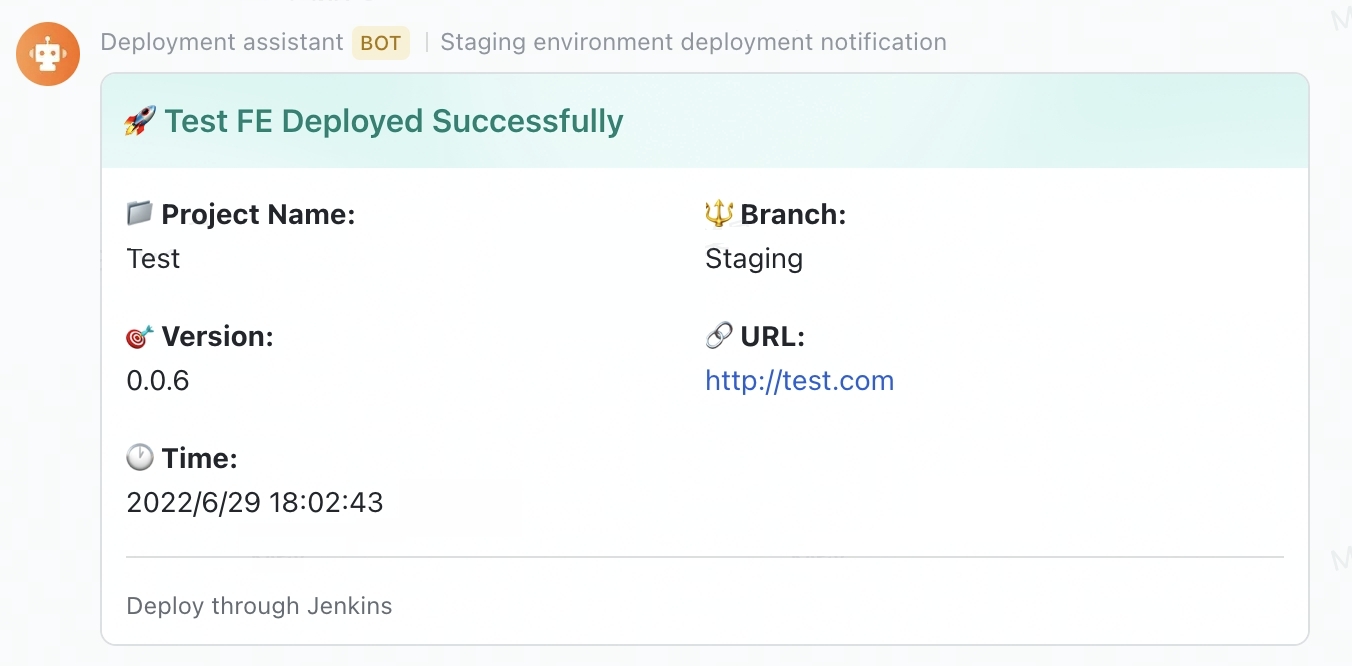 Deployment assistant BOT | Staging environment deployment notification
🚀 Test FE Deployed Successfully
📁 Project Name:
Test
🔱 Branch:
Staging
🎯 Version:
0.0.6
🔗 URL:
http://test.com
🕐 Time:
2022/6/29 18:02:43
Deploy through Jenkins